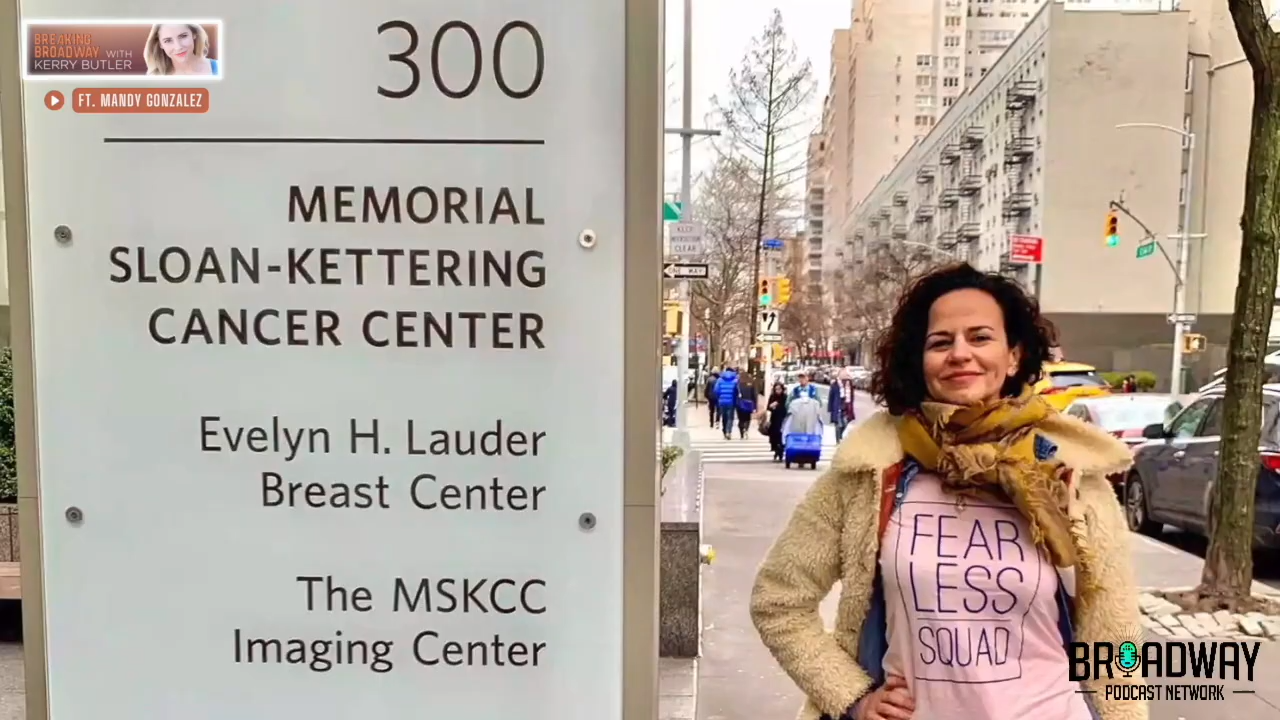 BREAKING
BROADWAY WITH
KERRY BUTLER
FT. MANDY GONZALEZ
300
MEMORIAL
SLOAN-KETTERING
CANCER CENTER
Evelyn H. Lauder
Breast Center
The MSKCC
Imaging Center
ONE WAY
FEAR
LESS
SQUAD
BROADWAY
PODCAST NETWORK